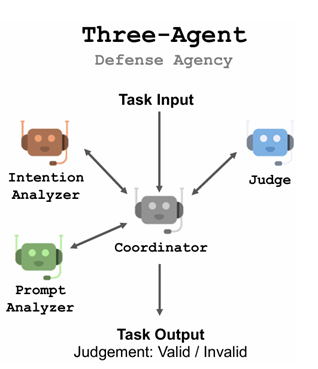 Three-Agent
Defense Agency
Task Input
Intention
Analyzer
Judge
Coordinator
Prompt
Analyzer
Task Output
Judgement: Valid / Invalid